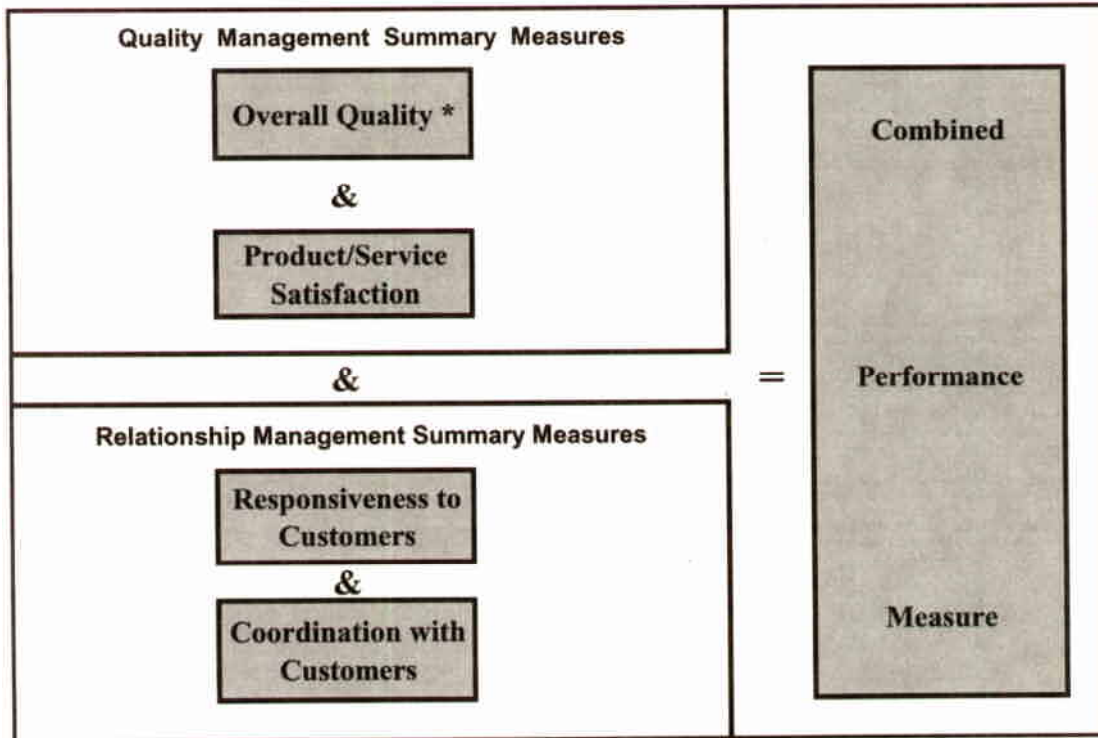 Quality Management Summary Measures
Overall Quality *
&
Product/Service
Satisfaction
&
Relationship Management Summary Measures
Responsiveness to
Customers
&
Coordination with
Customers
=
Combined
Performance
Measure